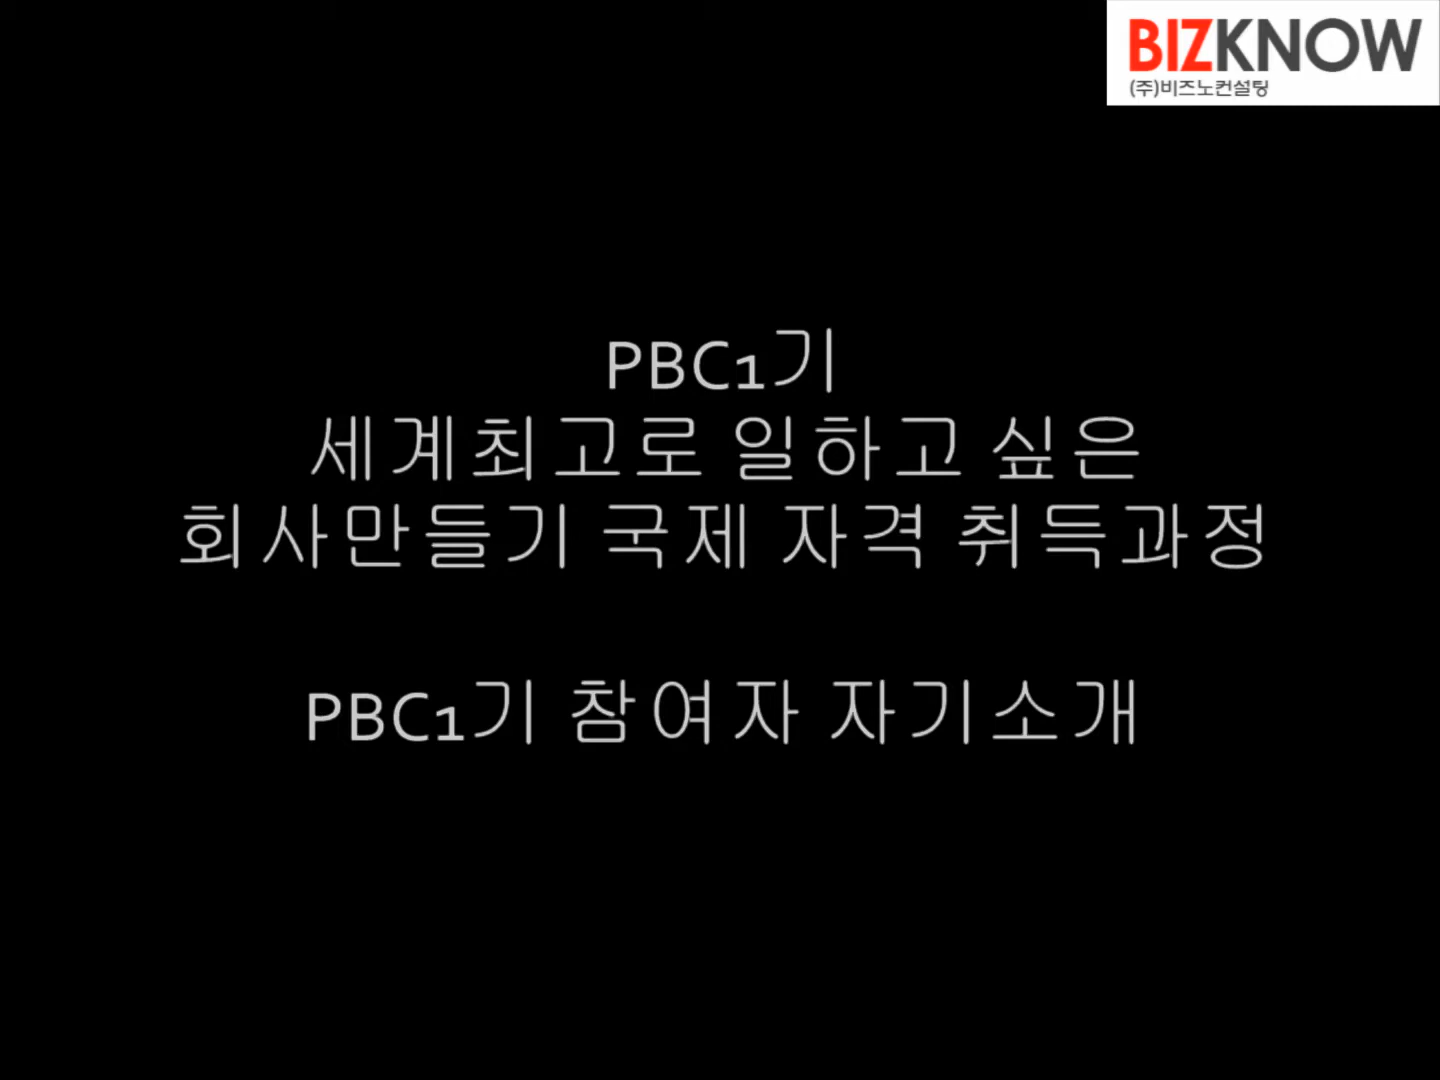 BIZKNOW
(주)비즈노컨설팅
PBC1기
세계최고로 일하고 싶은
회사만들기 국제 자격 취득과정
PBC1기 참여자 자기소개